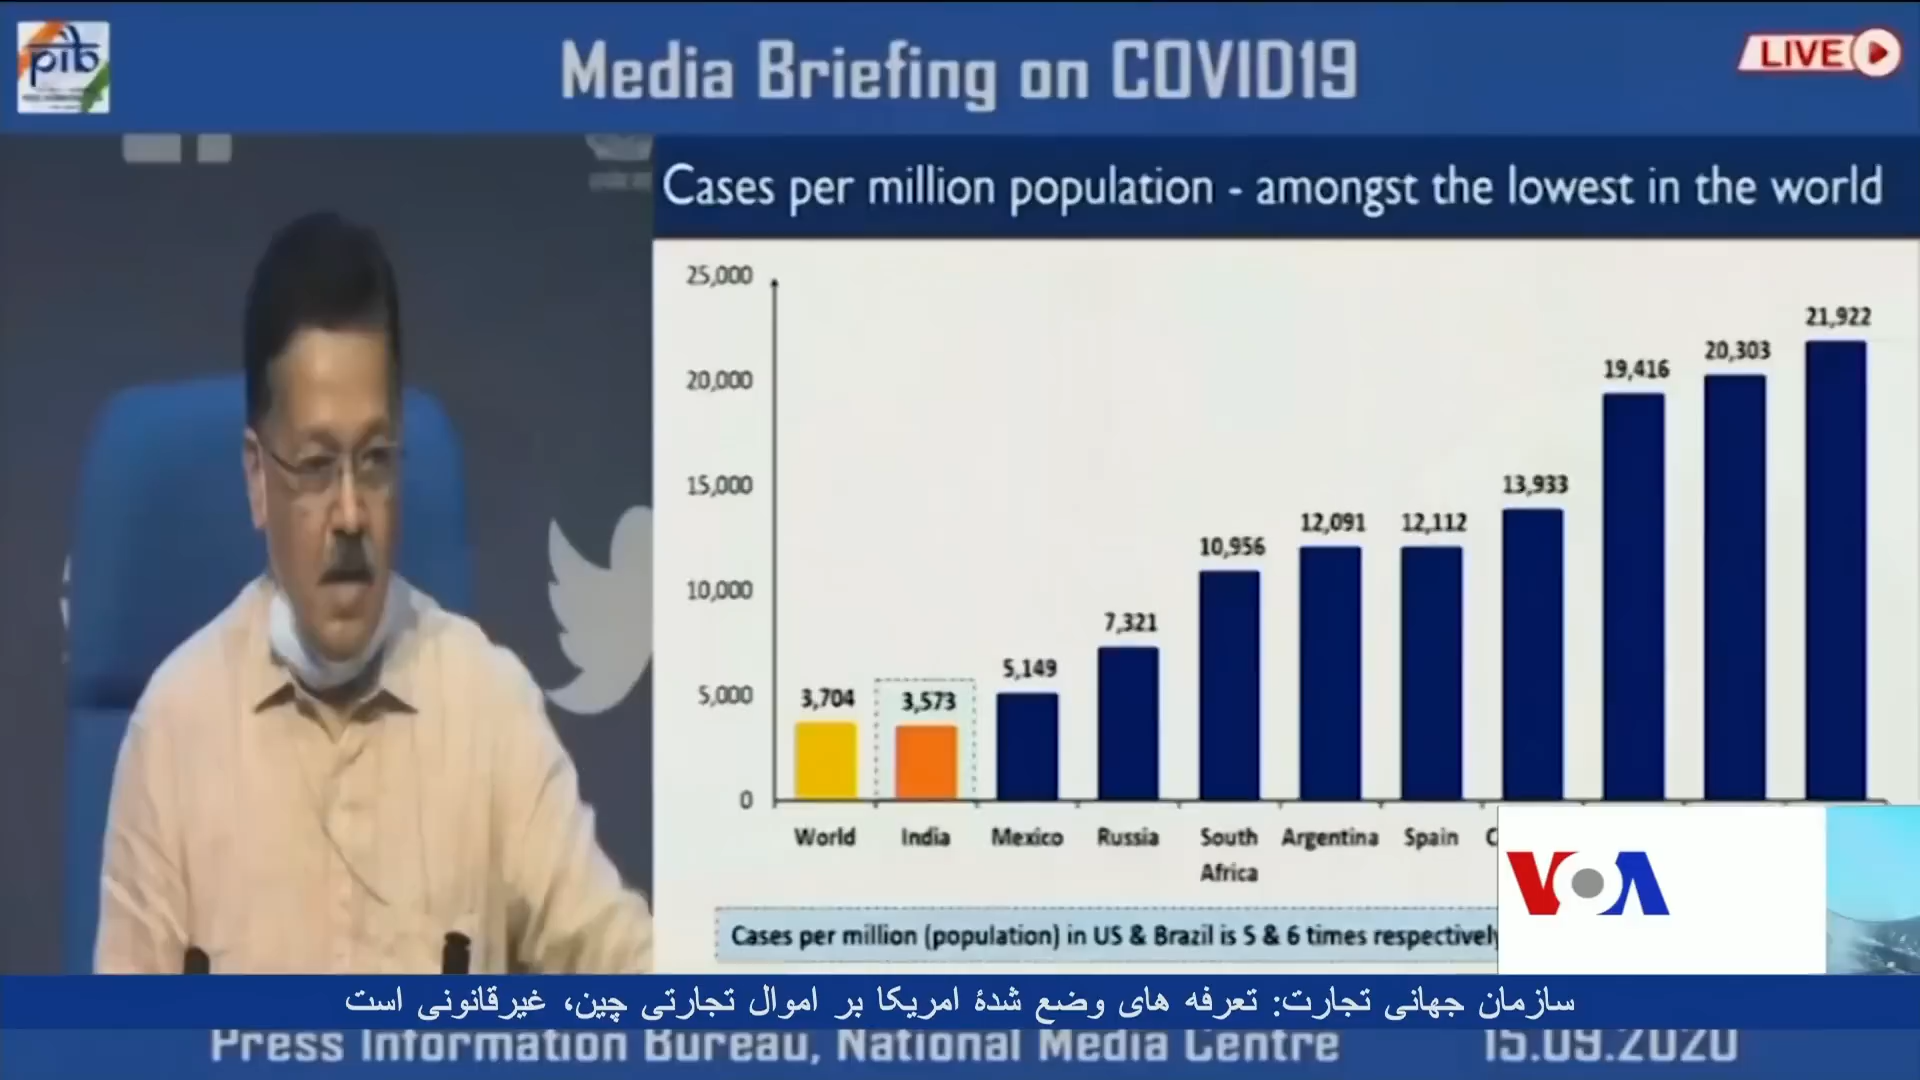 pib
Media Briefing on COVID19
LIVE
Cases per million population - amongst the lowest in the world
25,000
20,000
15,000
10,000
5,000
0
3,704
3,573
5,149
7,321
10,956
12,091
12,112
13,933
19,416
20,303
21,922
World
India
Mexico
Russia
South Africa
Argentina
Spain
C
Cases per million (population) in US & Brazil is 5 & 6 times respectively
VOA
سازمان جهانی تجارت: تعرفه های وضع شدۀ امریکا بر اموال تجارتی چین، غیرقانونی است
Press Information Bureau, National Media Centre
15.09.2020